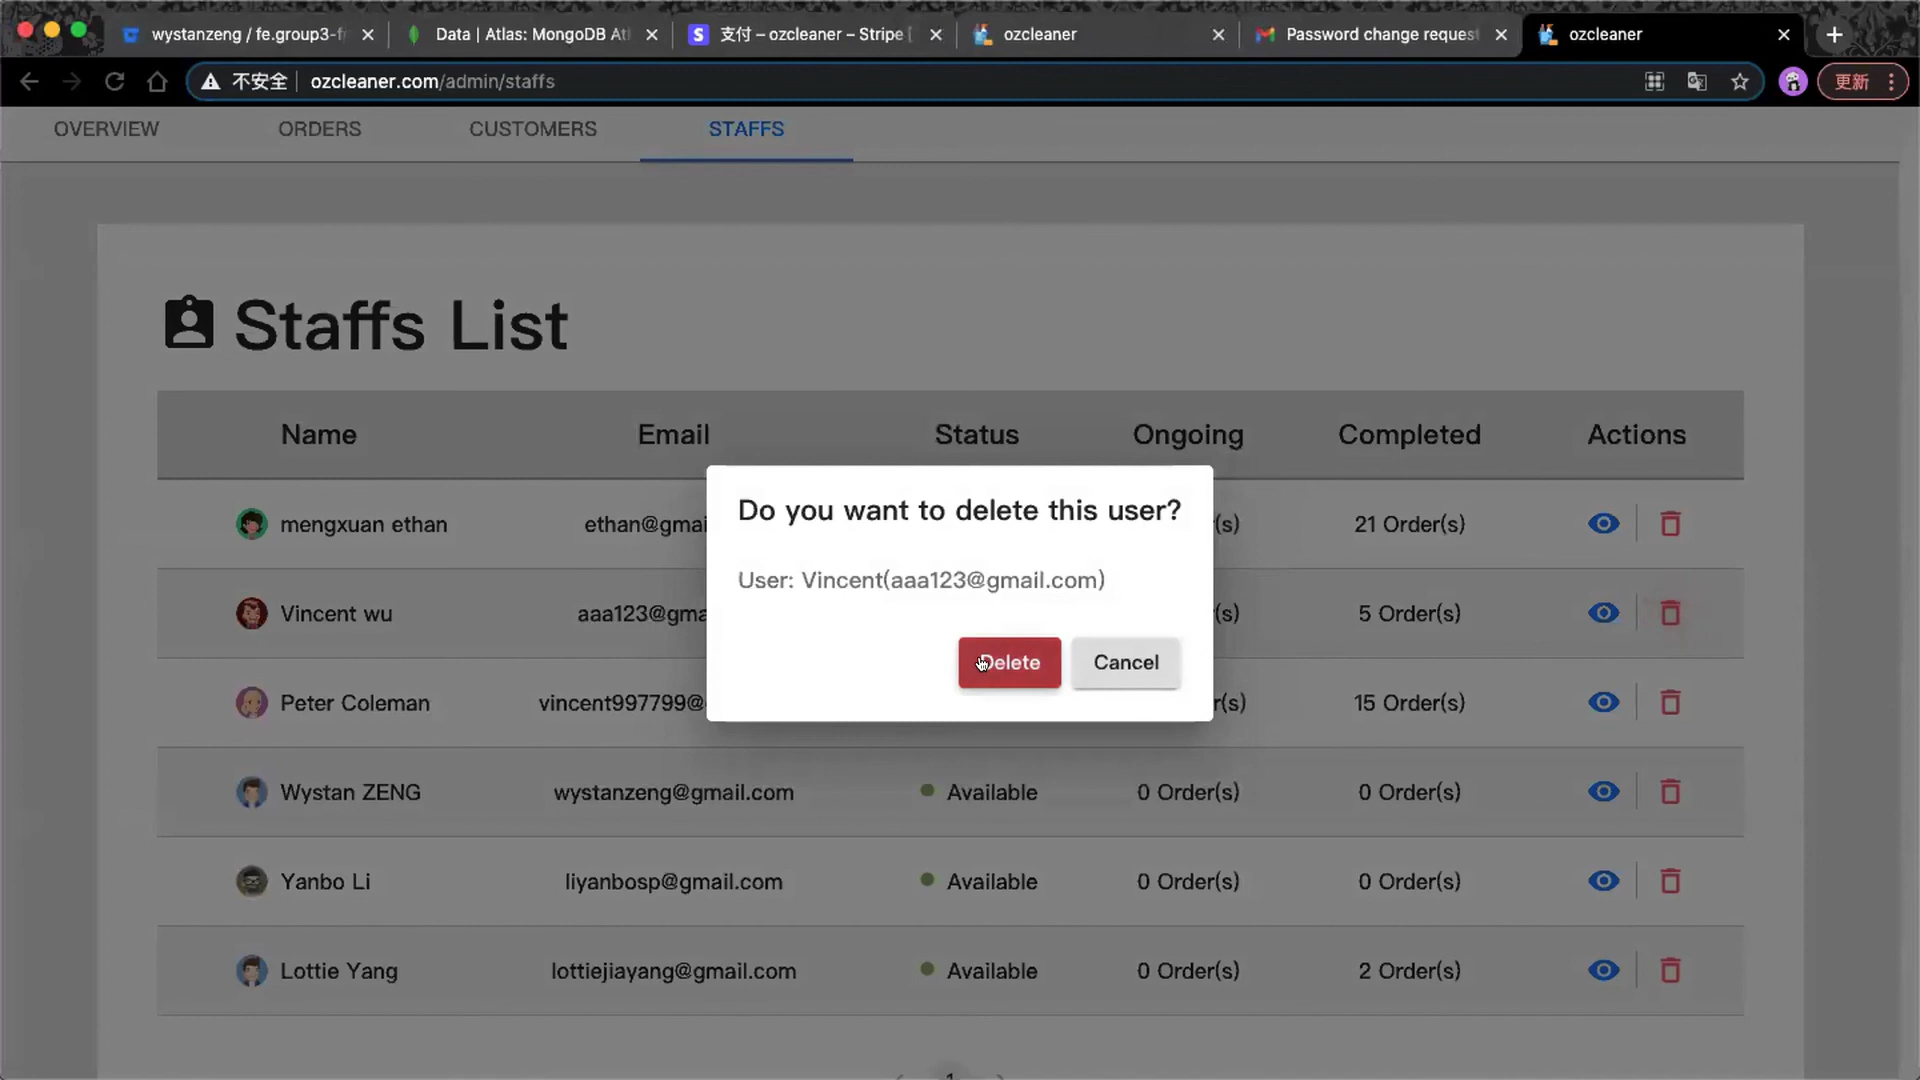 wystanzeng / fe.group3-f
Data | Atlas: MongoDB Atl
支付 – ozcleaner – Stripe [
ozcleaner
Password change request
ozcleaner
不安全 ozcleaner.com/admin/staffs
更新
OVERVIEW ORDERS CUSTOMERS STAFFS
Staffs List
Name Email Status Ongoing Completed Actions
mengxuan ethan ethan@gmai (s) 21 Order(s)
Vincent wu aaa123@gma (s) 5 Order(s)
Peter Coleman vincent997799@ r(s) 15 Order(s)
Wystan ZENG wystanzeng@gmail.com Available 0 Order(s) 0 Order(s)
Yanbo Li liyanbosp@gmail.com Available 0 Order(s) 0 Order(s)
Lottie Yang lottiejiayang@gmail.com Available 0 Order(s) 2 Order(s)
Do you want to delete this user?
User: Vincent(aaa123@gmail.com)
Delete Cancel